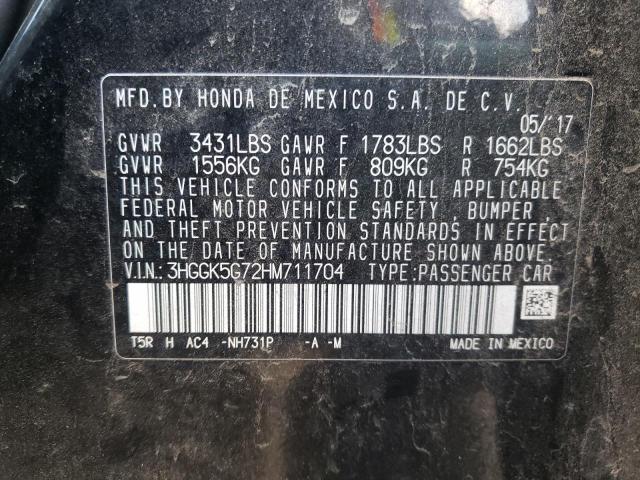 MFD. BY HONDA DE MEXICO S.A. DE C.V.
05/'17
GVWR 3431LBS GAWR F 1783LBS R 1662LBS
GVWR 1556KG GAWR F 809KG R 754KG
THIS VEHICLE CONFORMS TO ALL APPLICABLE
FEDERAL MOTOR VEHICLE SAFETY , BUMPER ,
AND THEFT PREVENTION STANDARDS IN EFFECT
ON THE DATE OF MANUFACTURE SHOWN ABOVE.
V.I.N.: 3HGGK5G72HM711704 TYPE:PASSENGER CAR
T5R H AC4 -NH731P -A -M MADE IN MEXICO